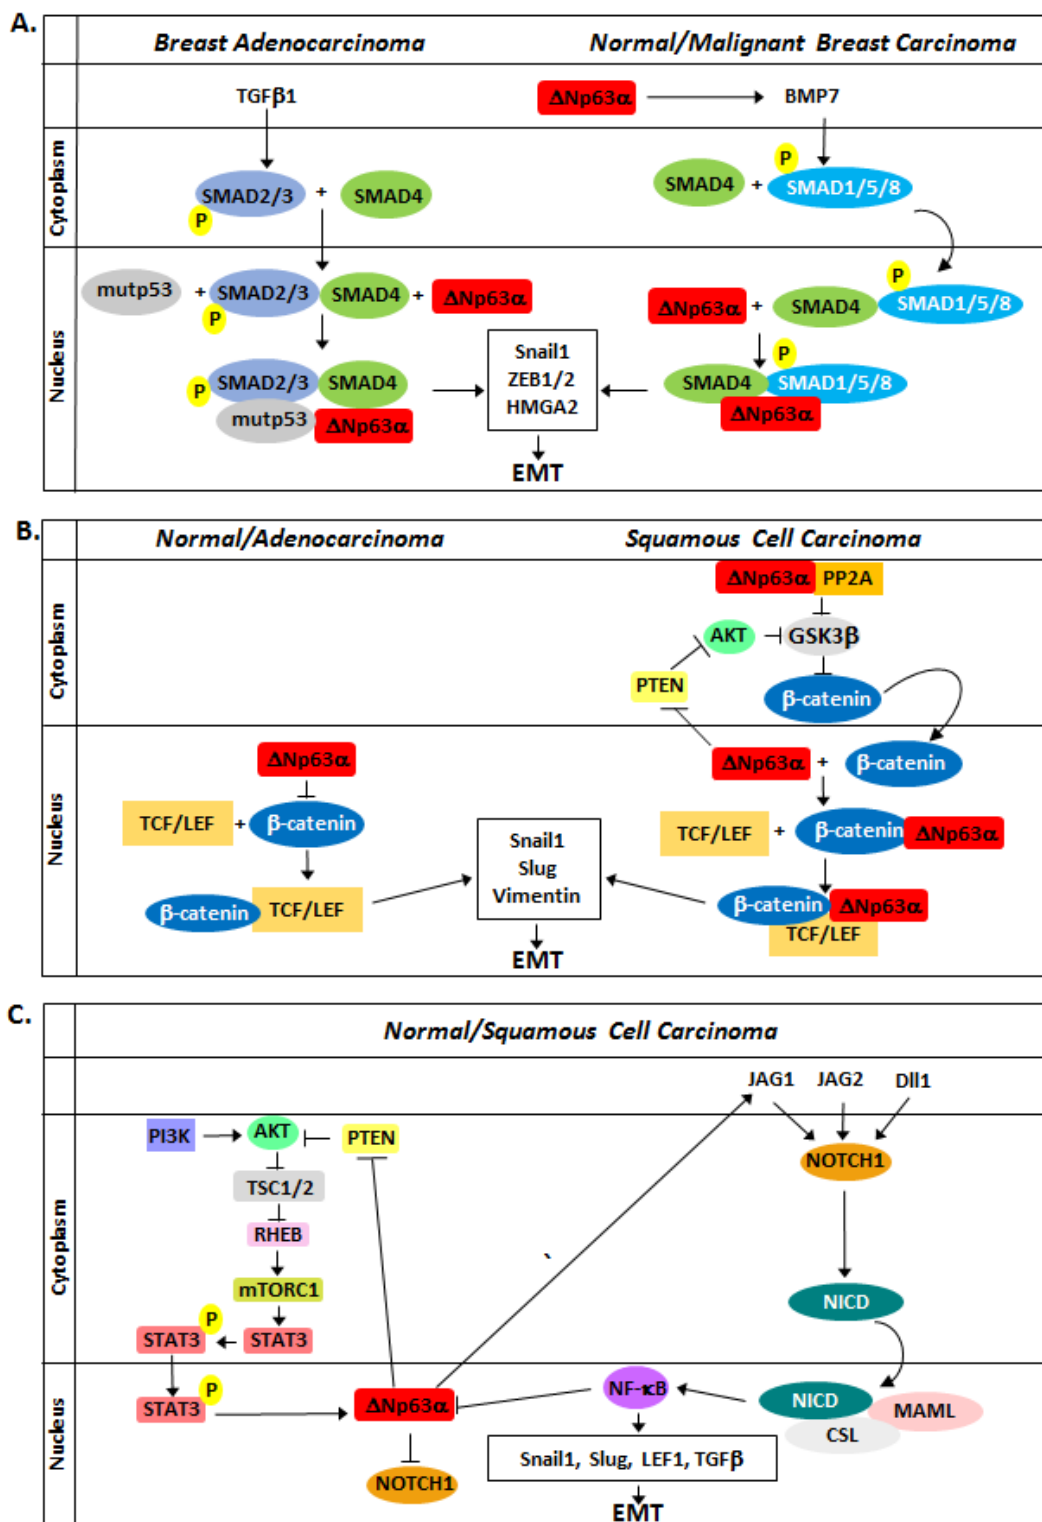 A.
Breast Adenocarcinoma
Normal/Malignant Breast Carcinoma
TGFβ1
ΔNp63α
BMP7
Cytoplasm
SMAD2/3
P
+
SMAD4
SMAD4
+
P
SMAD1/5/8
Nucleus
mutp53
+
SMAD2/3
P
SMAD4
+
ΔNp63α
ΔNp63α
+
SMAD4
P
SMAD1/5/8
P
SMAD2/3
SMAD4
mutp53
ΔNp63α
Snail1
ZEB1/2
HMGA2
EMT
SMAD4
P
SMAD1/5/8
ΔNp63α
B.
Normal/Adenocarcinoma
Squamous Cell Carcinoma
Cytoplasm
ΔNp63α
PP2A
AKT
GSK3β
PTEN
β-catenin
Nucleus
ΔNp63α
TCF/LEF
+
β-catenin
β-catenin
TCF/LEF
Snail1
Slug
Vimentin
EMT
ΔNp63α
+
β-catenin
TCF/LEF
+
β-catenin
ΔNp63α
β-catenin
ΔNp63α
TCF/LEF
C.
Normal/Squamous Cell Carcinoma
JAG1
JAG2
Dll1
Cytoplasm
PI3K
AKT
PTEN
NOTCH1
TSC1/2
RHEB
mTORC1
NICD
STAT3
P
STAT3
Nucleus
STAT3
P
ΔNp63α
NF-κB
NICD
MAML
CSL
NOTCH1
Snail1, Slug, LEF1, TGFβ
EMT